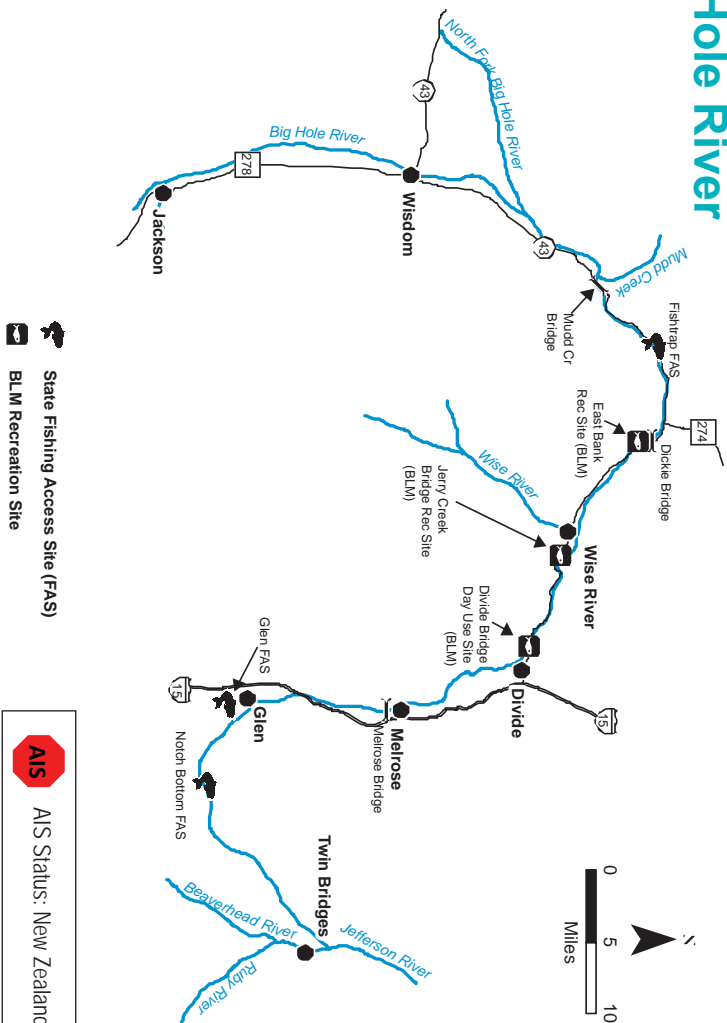 Hole River
North Fork Big Hole River
43
Big Hole River
278
Jackson
Wisdom
43
Mudd Creek
Mudd Cr
Bridge
Fishtrap FAS
274
Dickie Bridge
East Bank
Rec Site (BLM)
Wise River
Wise River
Jerry Creek
Bridge Rec Site
(BLM)
Divide Bridge
Day Use Site
(BLM)
Divide
15
Melrose
Melrose Bridge
Glen FAS
15
Glen
Notch Bottom FAS
Twin Bridges
Beaverhead River
Jefferson River
Ruby River
N
0 5 10
Miles
State Fishing Access Site (FAS)
BLM Recreation Site
AIS
AIS Status: New Zealand